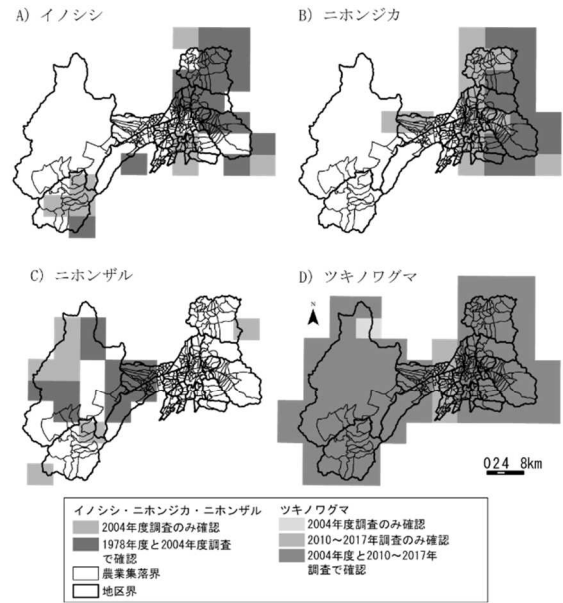 A) イノシシ
B) ニホンジカ
C) ニホンザル
D) ツキノワグマ
N
024 8km
イノシシ・ニホンジカ・ニホンザル
2004年度調査のみ確認
1978年度と2004年度調査
で確認
農業集落界
地区界
ツキノワグマ
2004年度調査のみ確認
2010～2017年調査のみ確認
2004年度と2010～2017年
調査で確認